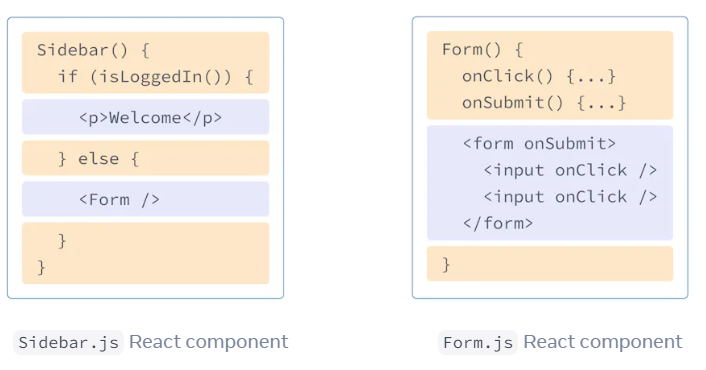 Sidebar() {
if (isLoggedIn()) {
<p>Welcome</p>
} else {
<Form />
}
}
Sidebar.js React component
Form() {
onClick() {...}
onSubmit() {...}
<form onSubmit>
<input onClick />
<input onClick />
</form>
}
Form.js React component